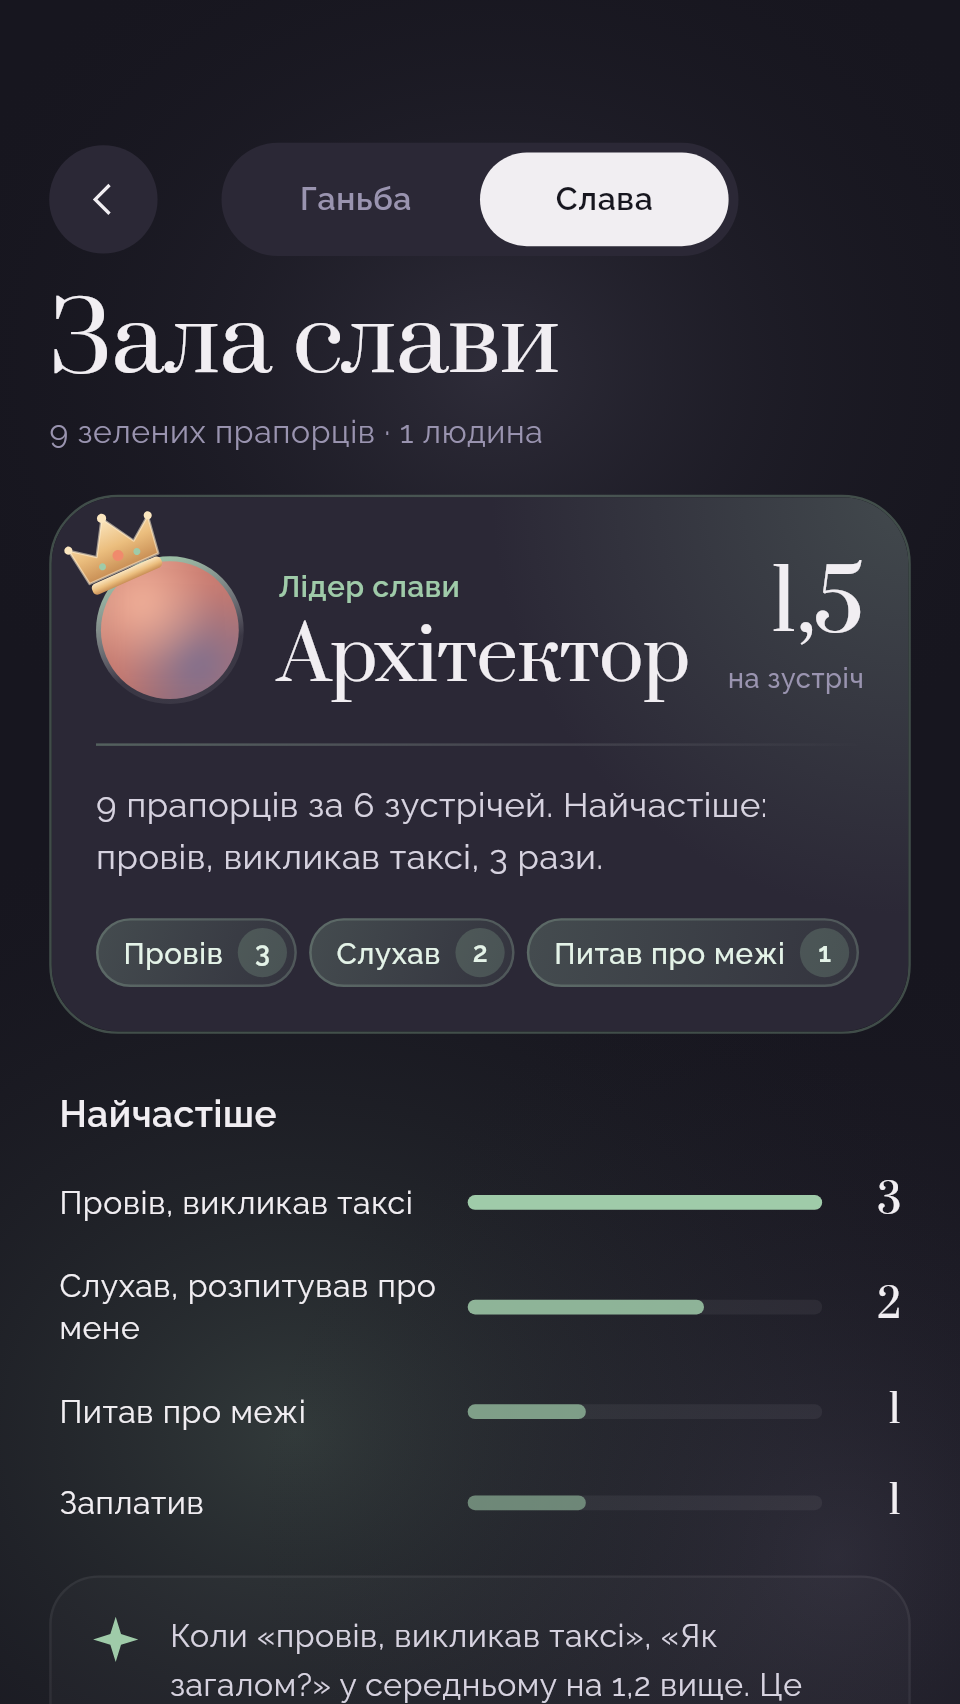 Ганьба
Слава
Зала слави
9 зелених прапорців · 1 людина
Лідер слави
Архітектор
1,5
на зустріч
9 прапорців за 6 зустрічей. Найчастіше:
провів, викликав таксі, 3 рази.
Провів 3
Слухав 2
Питав про межі 1
Найчастіше
Провів, викликав таксі
3
Слухав, розпитував про
мене
2
Питав про межі
1
Заплатив
1
Коли «провів, викликав таксі», «Як
загалом?» у середньому на 1,2 вище. Це